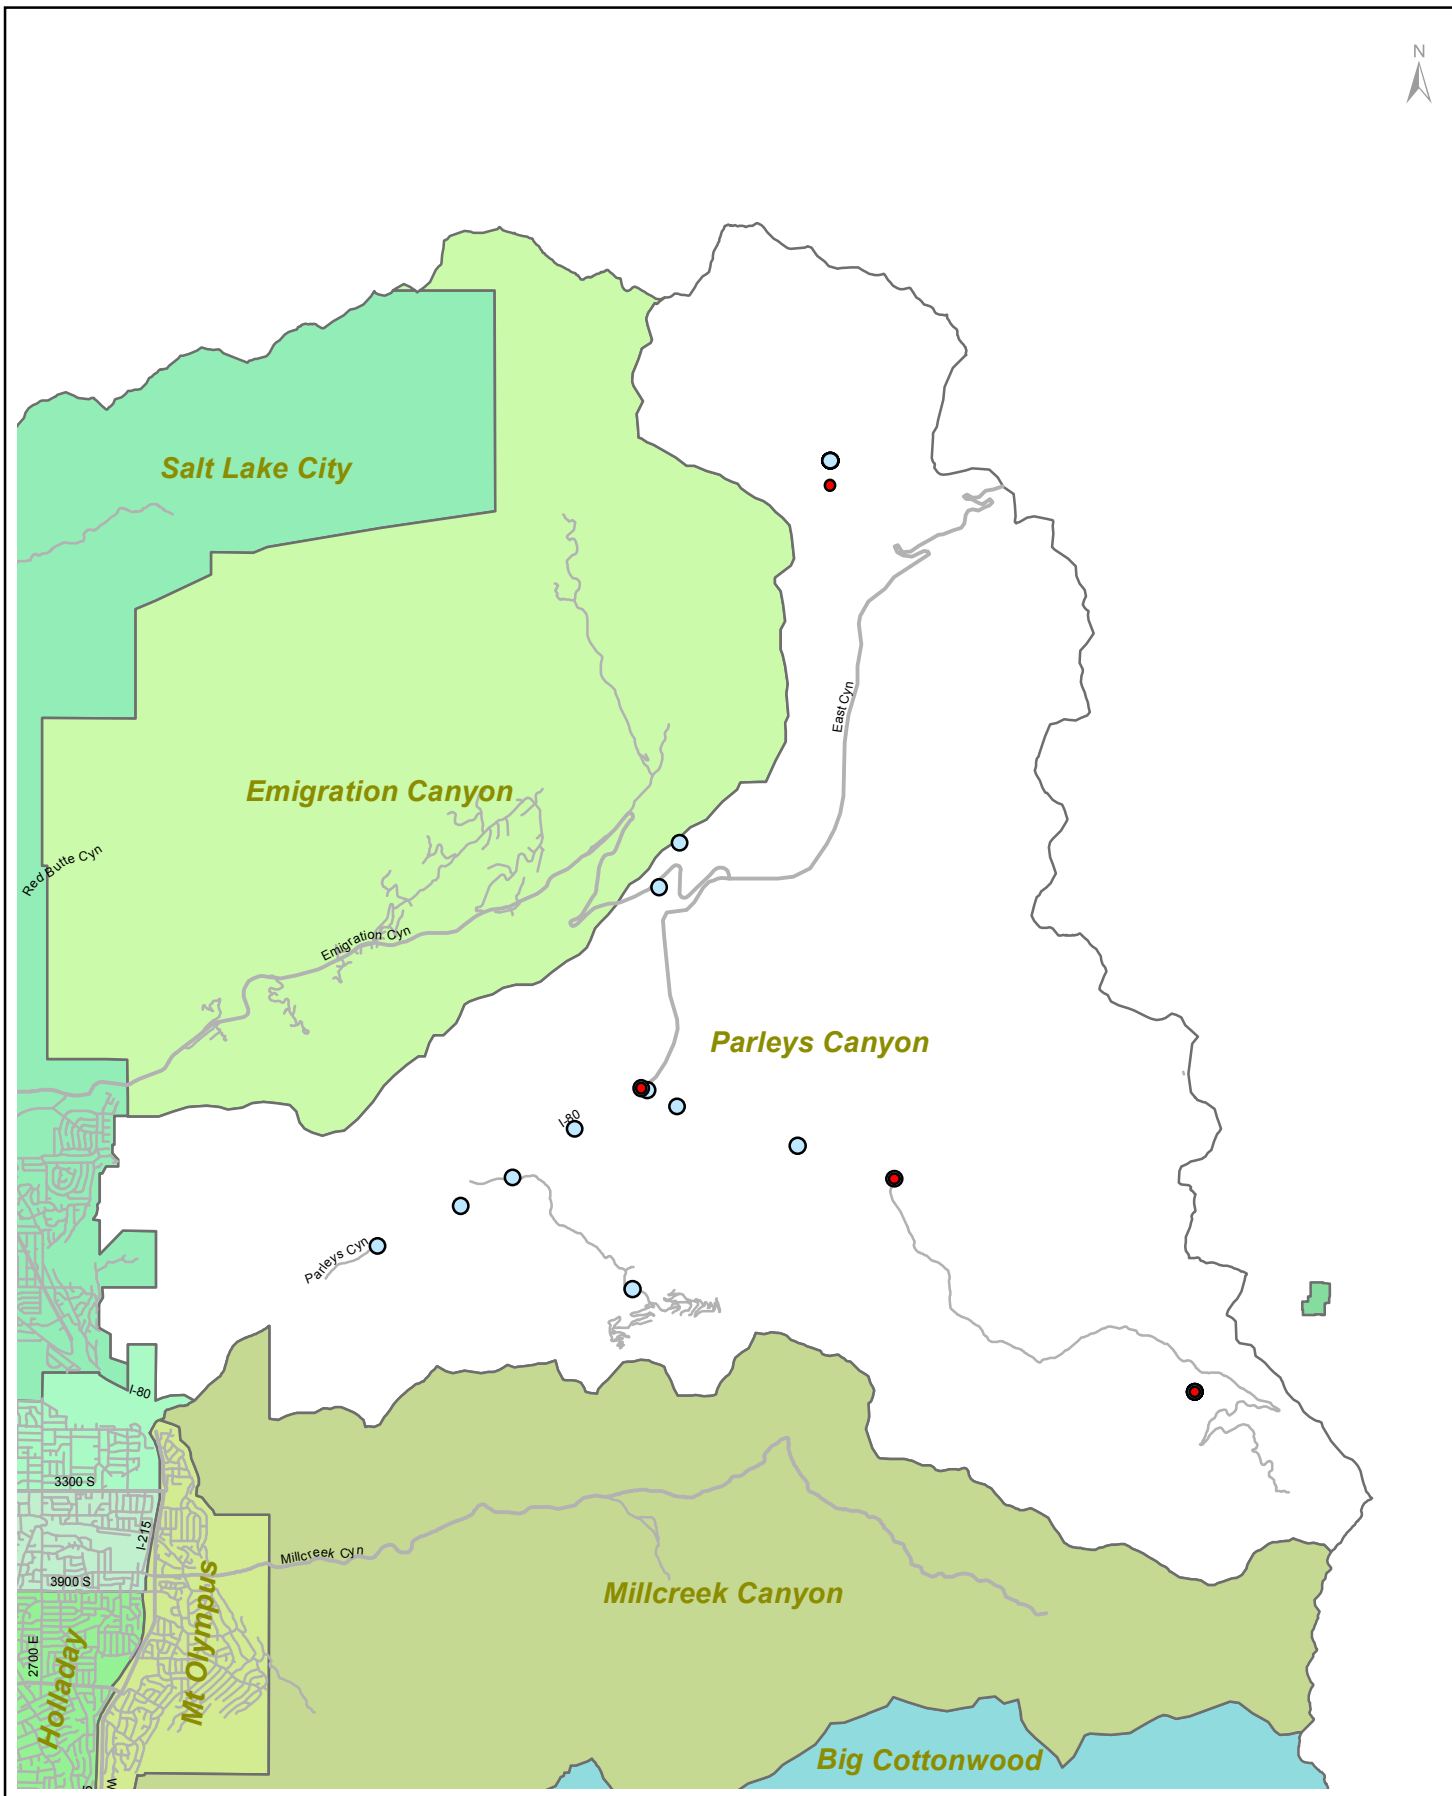 N
Salt Lake City
East Cyn
Emigration Canyon
Red Butte Cyn
Emigration Cyn
Parleys Canyon
I-80
Parleys Cyn
I-80
3300 S
I-215
Millcreek Cyn
3900 S
Millcreek Canyon
Mt Olympus
2700 E
Holladay
Big Cottonwood